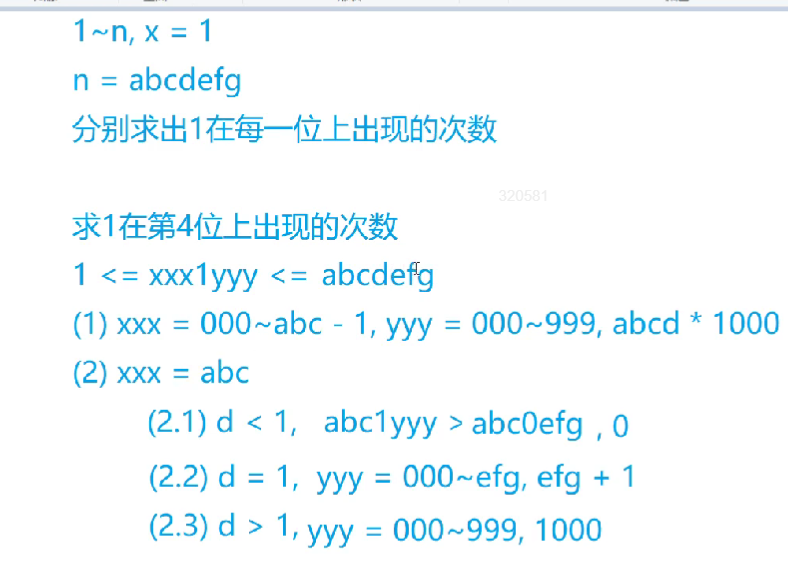 1~n, x = 1
n = abcdefg
分别求出1在每一位上出现的次数
320581
求1在第4位上出现的次数
1 <= xxx1yyy <= abcdefg
(1) xxx = 000~abc - 1, yyy = 000~999, abcd * 1000
(2) xxx = abc
(2.1) d < 1, abc1yyy > abc0efg , 0
(2.2) d = 1, yyy = 000~efg, efg + 1
(2.3) d > 1, yyy = 000~999, 1000